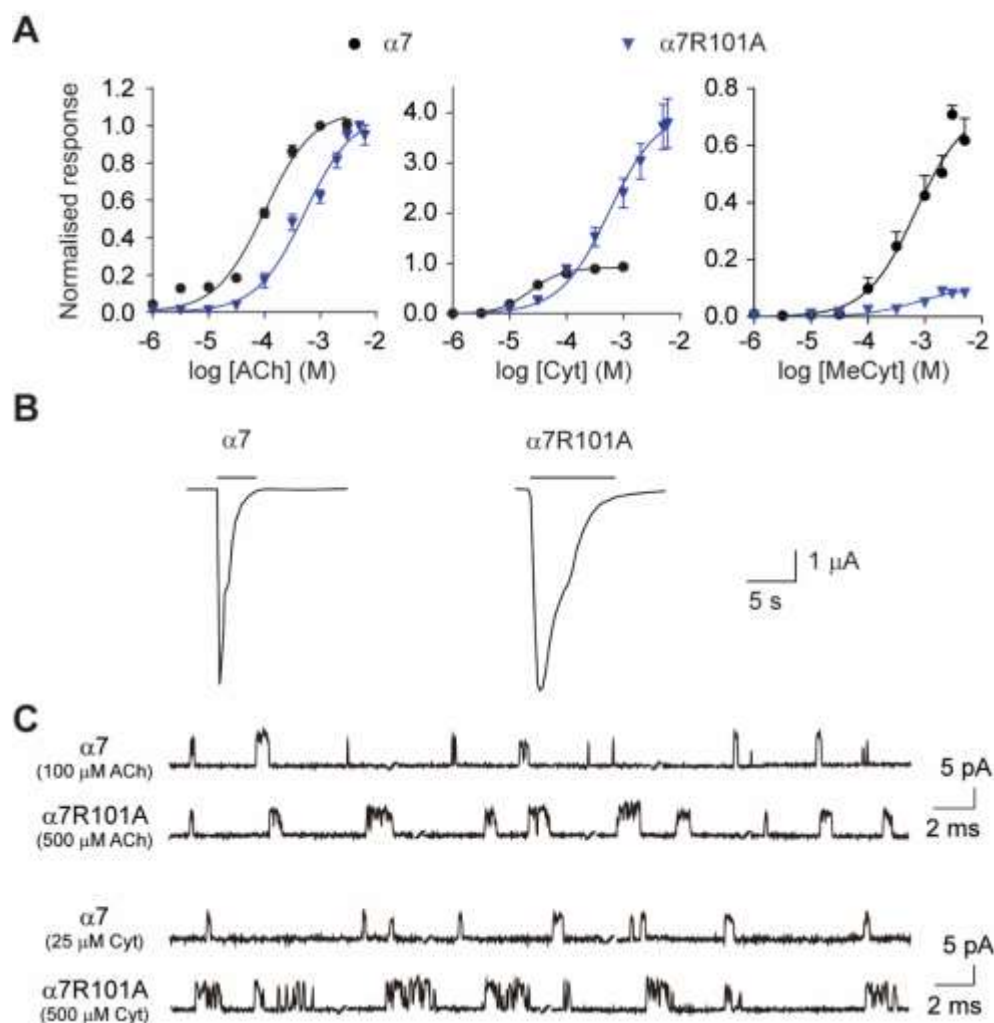 A
α7 α7R101A
Normalised response
1.2
1.0
0.8
0.6
0.4
0.2
0.0
-6 -5 -4 -3 -2
log [ACh] (M)
4.0
3.0
2.0
1.0
0.0
-6 -5 -4 -3 -2
log [Cyt] (M)
0.8
0.6
0.4
0.2
0.0
-6 -5 -4 -3 -2
log [MeCyt] (M)
B
α7 α7R101A
1 μA
5 s
C
α7
(100 μM ACh)
5 pA
α7R101A
(500 μM ACh)
2 ms
α7
(25 μM Cyt)
5 pA
α7R101A
(500 μM Cyt)
2 ms